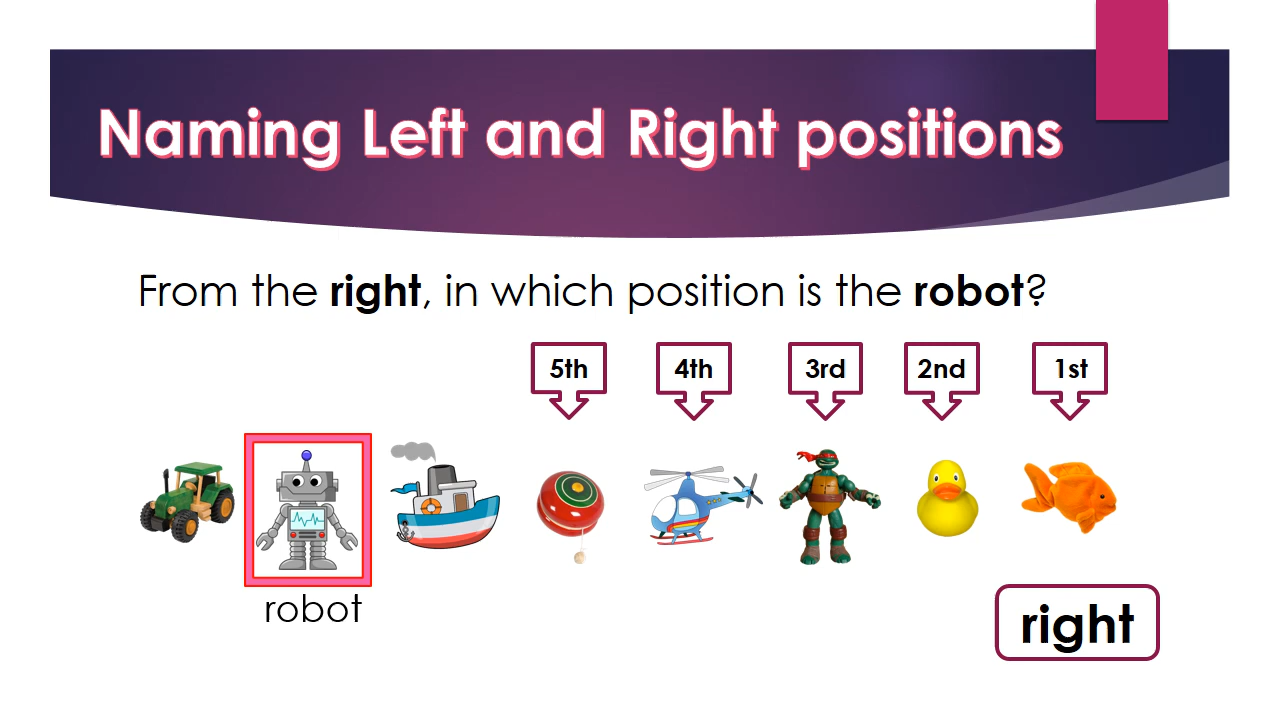 Naming Left and Right positions
From the right, in which position is the robot?
5th 4th 3rd 2nd 1st
robot
right